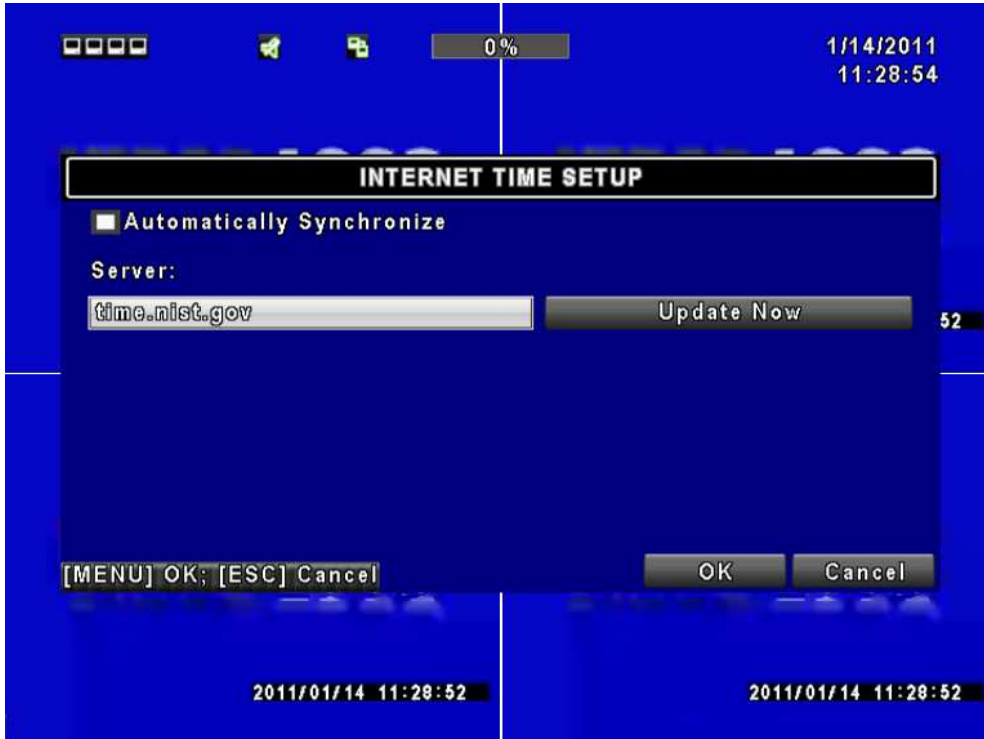 0%
1/14/2011
11:28:54
INTERNET TIME SETUP
Automatically Synchronize
Server:
time.nist.gov
Update Now
52
[MENU] OK; [ESC] Cancel
OK
Cancel
2011/01/14 11:28:52
2011/01/14 11:28:52